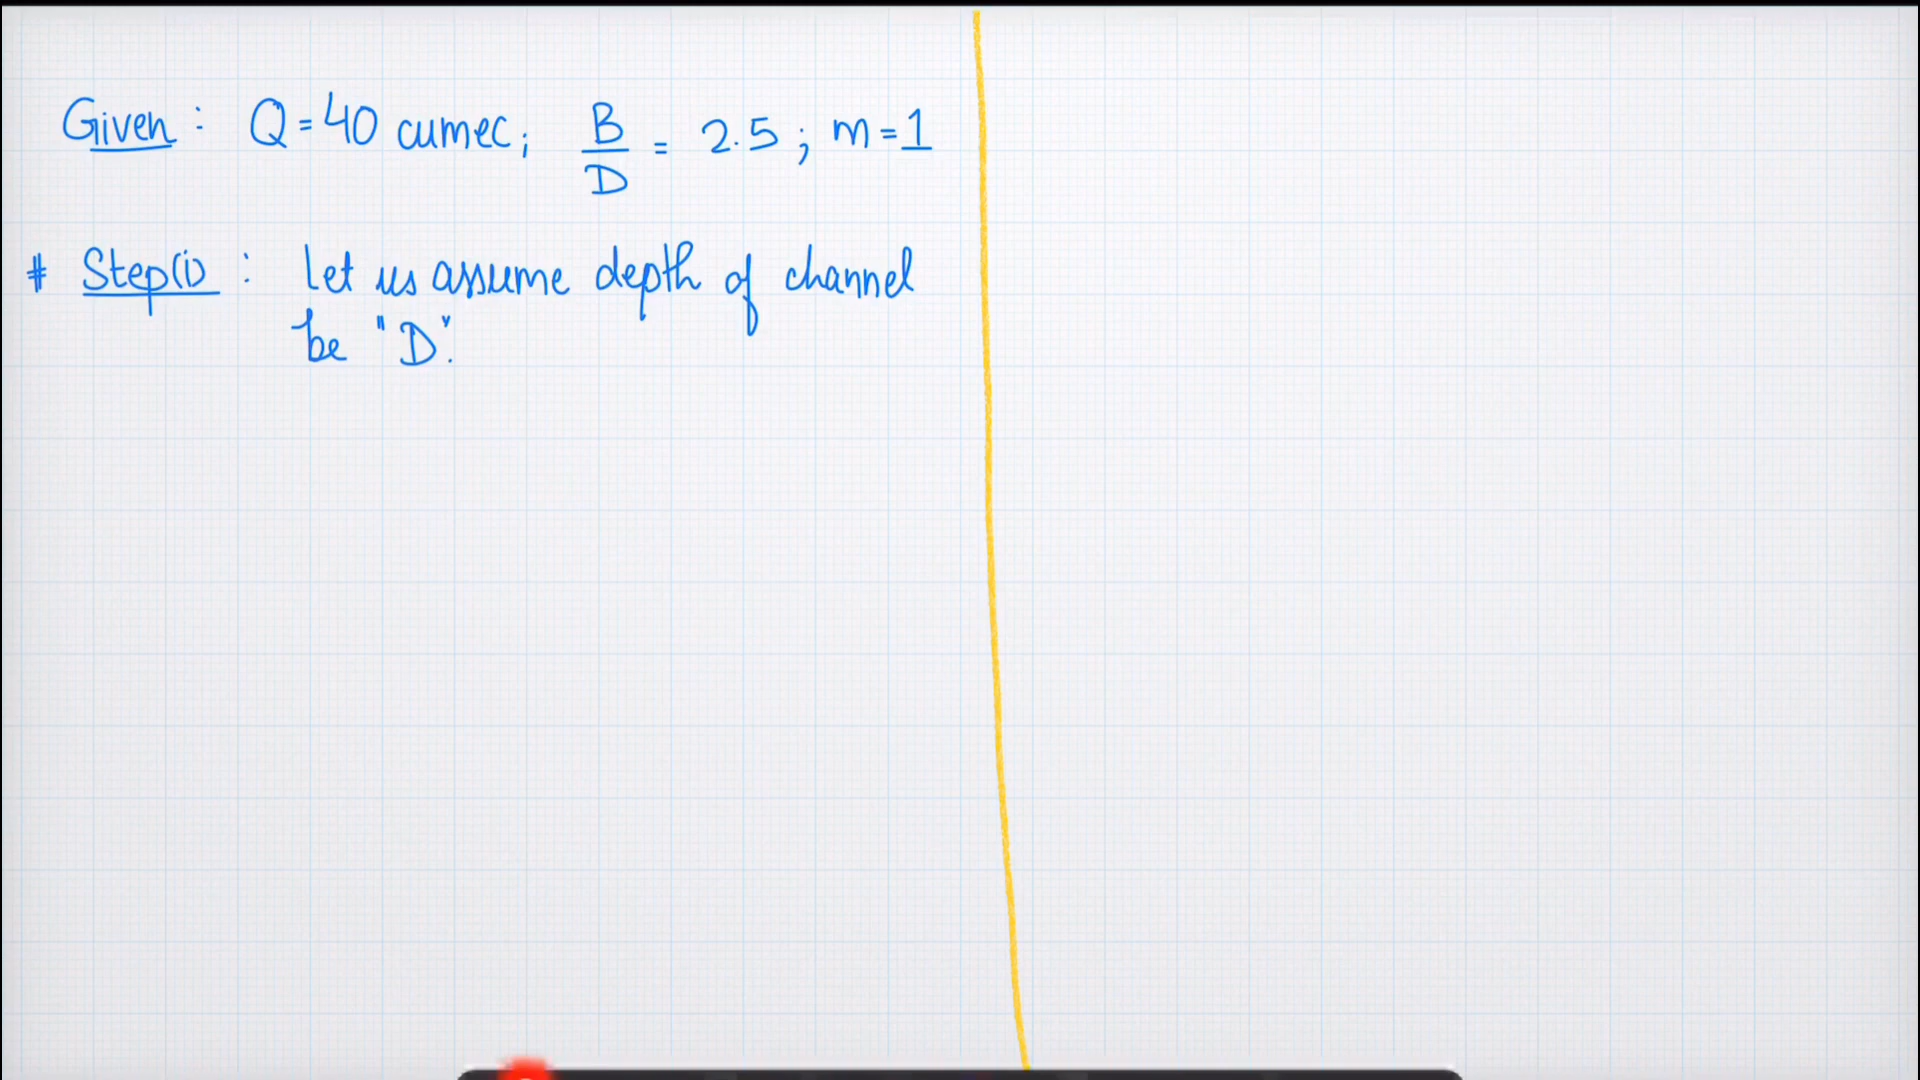 Given : Q = 40 cumec; B/D = 2.5 ; m = 1
# Step(i) : Let us assume depth of channel
be "D".